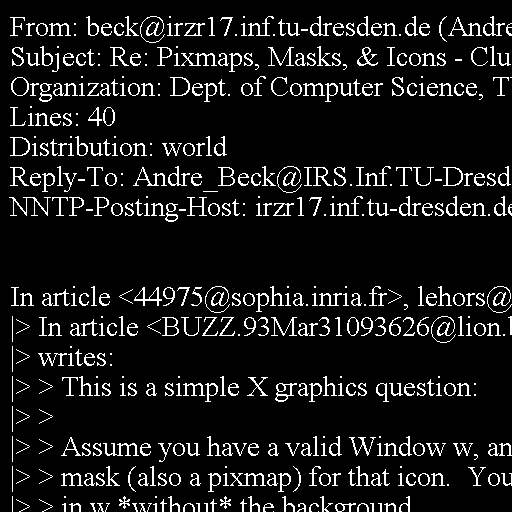 From: beck@irzr17.inf.tu-dresden.de (Andre
Subject: Re: Pixmaps, Masks, & Icons - Clu
Organization: Dept. of Computer Science, T
Lines: 40
Distribution: world
Reply-To: Andre_Beck@IRS.Inf.TU-Dresd
NNTP-Posting-Host: irzr17.inf.tu-dresden.de
In article <44975@sophia.inria.fr>, lehors@
|> In article <BUZZ.93Mar31093626@lion.b
|> writes:
|> > This is a simple X graphics question:
|> >
|> > Assume you have a valid Window w, an
|> > mask (also a pixmap) for that icon.  You
|> > in w *without* the background